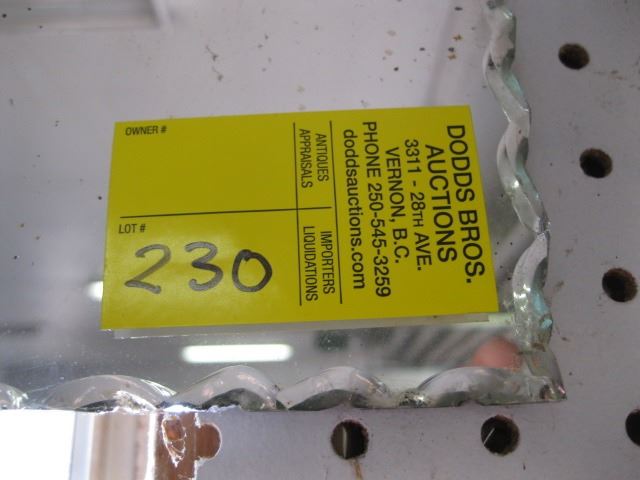 DODDS BROS.
AUCTIONS
3311 - 28TH AVE.
VERNON, B.C.
PHONE 250-545-3259
doddsauctions.com
ANTIQUES
APPRAISALS
IMPORTERS
LIQUIDATIONS
OWNER #
LOT #
230